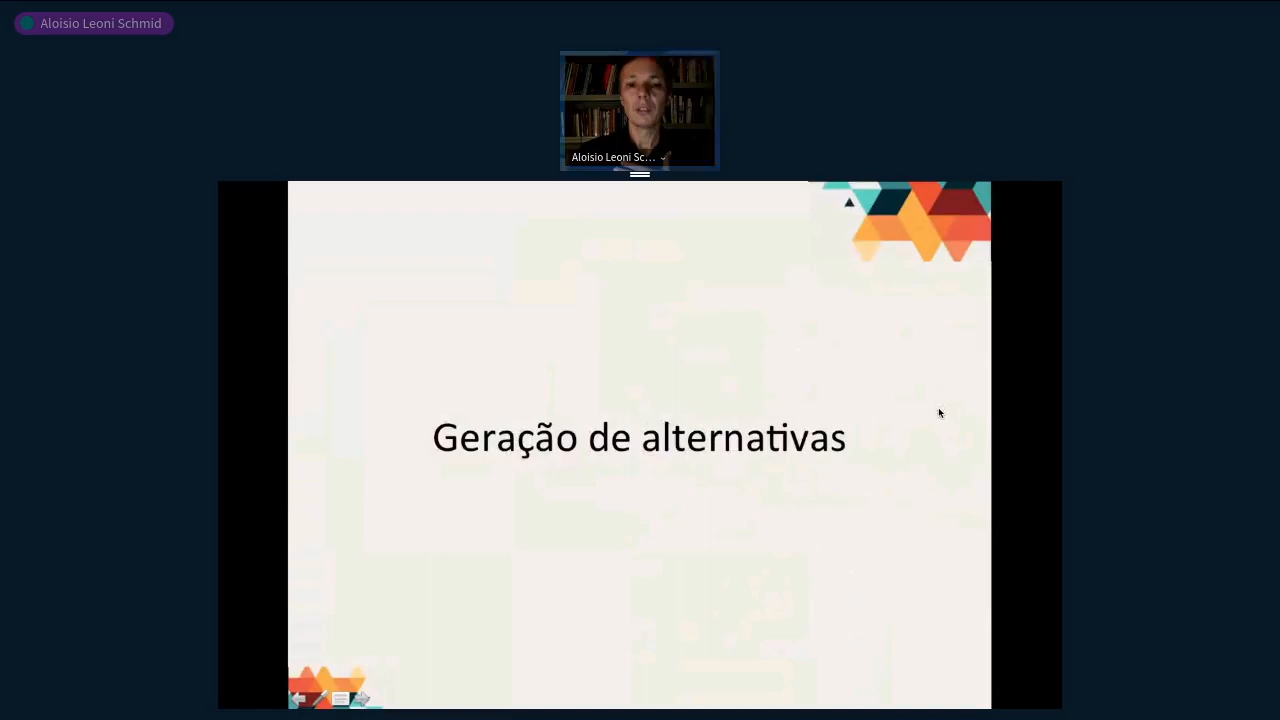 Aloisio Leoni Schmid
Aloisio Leoni Sc...
Geração de alternativas